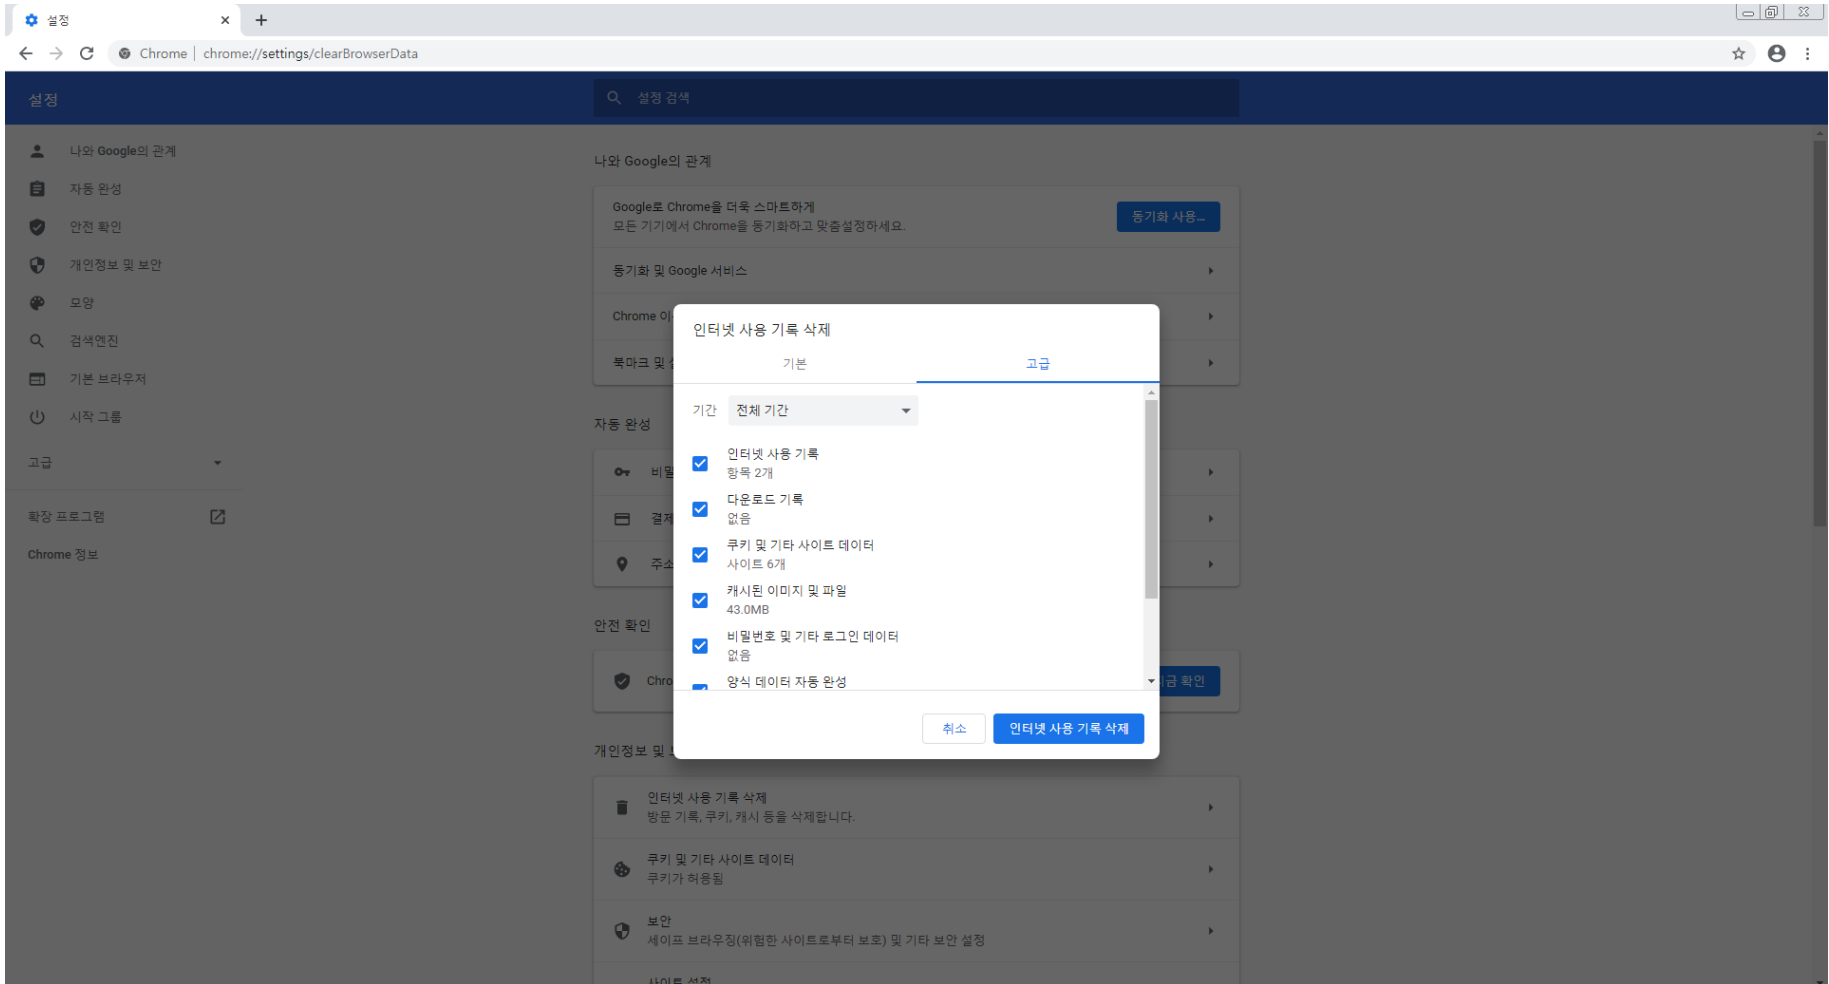 설정
Chrome
chrome://settings/clearBrowserData
설정
설정 검색
나와 Google의 관계
자동 완성
안전 확인
개인정보 및 보안
모양
검색엔진
기본 브라우저
시작 그룹
고급
확장 프로그램
Chrome 정보
나와 Google의 관계
Google로 Chrome을 더욱 스마트하게
모든 기기에서 Chrome을 동기화하고 맞춤설정하세요.
동기화 사용...
동기화 및 Google 서비스
Chrome
북마크 및
자동 완성
안전 확인
개인정보 및
인터넷 사용 기록 삭제
기본
고급
기간
전체 기간
인터넷 사용 기록
항목 2개
다운로드 기록
없음
쿠키 및 기타 사이트 데이터
사이트 6개
캐시된 이미지 및 파일
43.0MB
비밀번호 및 기타 로그인 데이터
없음
양식 데이터 자동 완성
취소
인터넷 사용 기록 삭제
확인
인터넷 사용 기록 삭제
방문 기록, 쿠키, 캐시 등을 삭제합니다.
쿠키 및 기타 사이트 데이터
쿠키가 허용됨
보안
세이프 브라우징(위험한 사이트로부터 보호) 및 기타 보안 설정